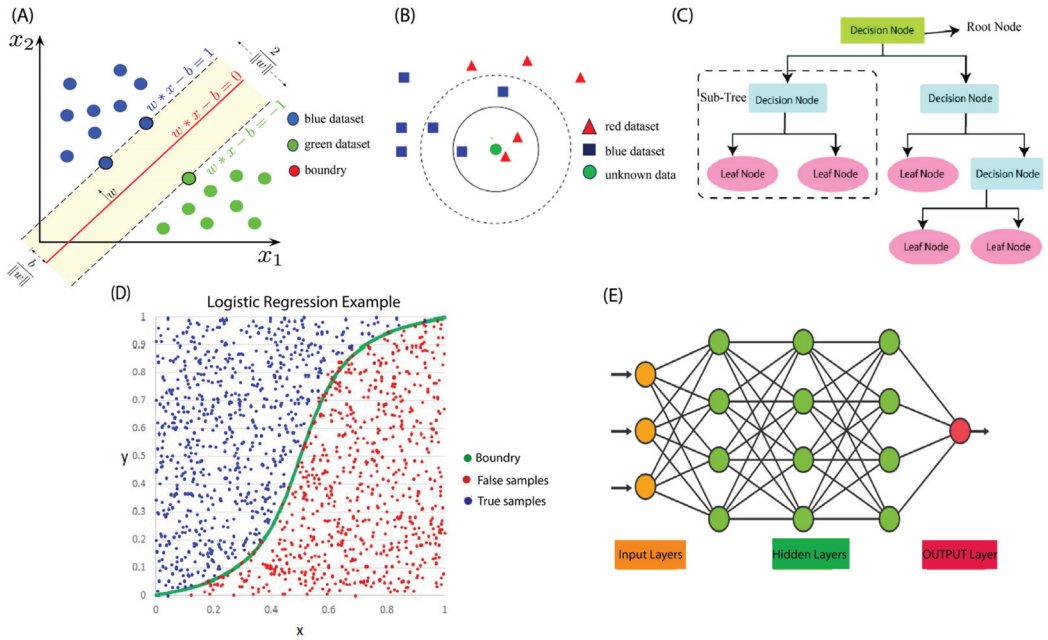 (A)
x₂
w * x − b = 1
w * x − b = 0
w * x − b = −1
2
||w||
w
b
||w||
x₁
blue dataset
green dataset
boundry
(B)
red dataset
blue dataset
unknown data
(C)
Decision Node
Root Node
Sub-Tree
Decision Node
Decision Node
Leaf Node
Leaf Node
Leaf Node
Decision Node
Leaf Node
Leaf Node
(D)
Logistic Regression Example
1
0.9
0.8
0.7
0.6
0.5
0.4
0.3
0.2
0.1
0
y
0
0.2
0.4
0.6
0.8
1
x
Boundry
False samples
True samples
(E)
Input Layers
Hidden Layers
OUTPUT Layer